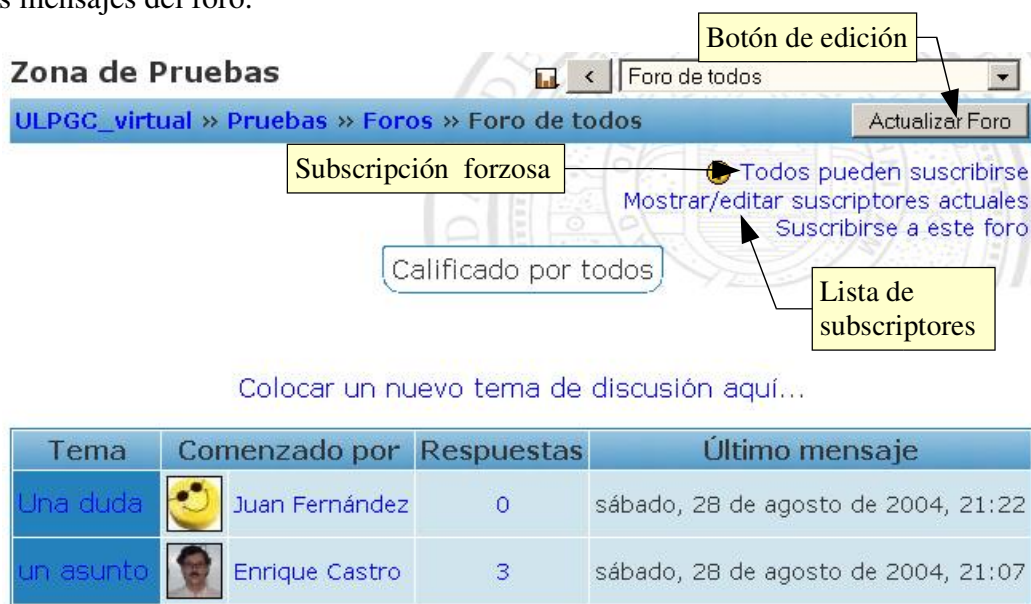 s mensajes del foro.
Botón de edición
Zona de Pruebas
<
Foro de todos
ULPGC_virtual » Pruebas » Foros » Foro de todos
Actualizar Foro
Subscripción forzosa
Todos pueden suscribirse
Mostrar/editar suscriptores actuales
Suscribirse a este foro
Calificado por todos
Lista de
subscriptores
Colocar un nuevo tema de discusión aquí...
Tema Comenzado por Respuestas Último mensaje
Una duda Juan Fernández 0 sábado, 28 de agosto de 2004, 21:22
un asunto Enrique Castro 3 sábado, 28 de agosto de 2004, 21:07